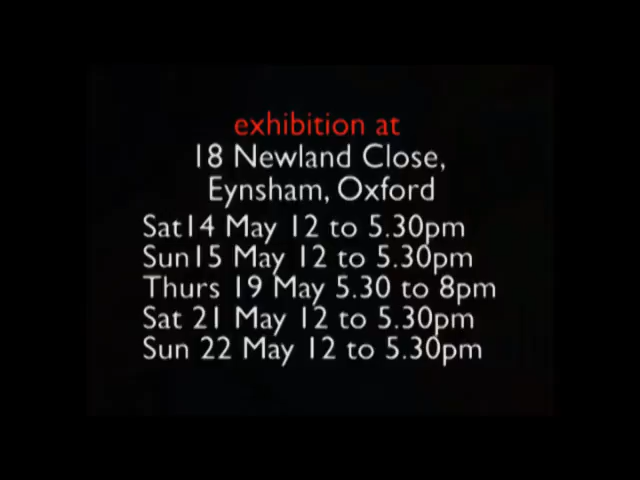 exhibition at
18 Newland Close,
Eynsham, Oxford
Sat14 May 12 to 5.30pm
Sun15 May 12 to 5.30pm
Thurs 19 May 5.30 to 8pm
Sat 21 May 12 to 5.30pm
Sun 22 May 12 to 5.30pm